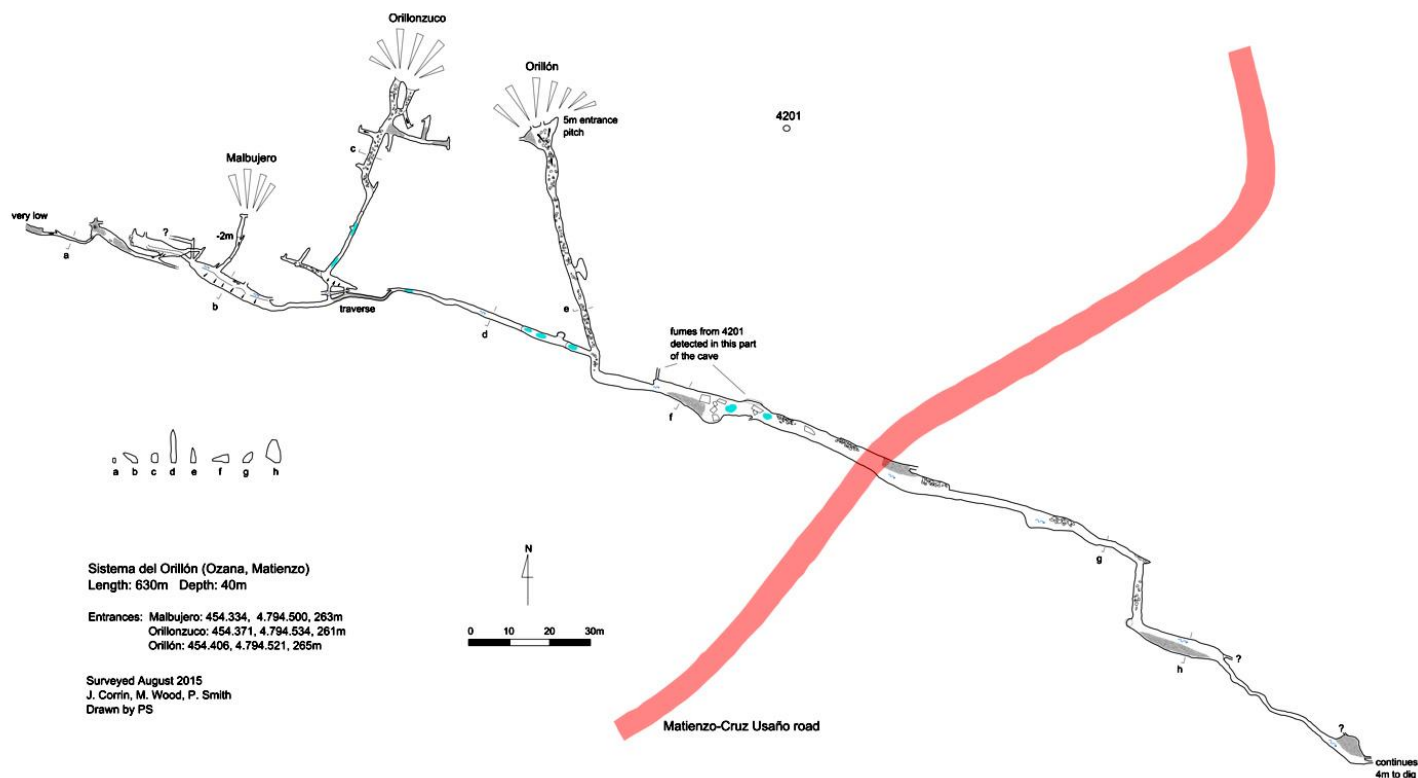 Orillonzuco
Orillón
5m entrance
pitch
4201
c
Malbujero
very low
?
-2m
a
b
traverse
e
d
fumes from 4201
detected in this part
of the cave
f
a b c d e f g h
g
Sistema del Orillón (Ozana, Matienzo)
Length: 630m Depth: 40m
N
Entrances: Malbujero: 454.334, 4.794.500, 263m
Orillonzuco: 454.371, 4.794.534, 261m
Orillón: 454.406, 4.794.521, 265m
0 10 20 30m
?
h
Surveyed August 2015
J. Corrin, M. Wood, P. Smith
Drawn by PS
Matienzo-Cruz Usaño road
?
continues
4m to dig